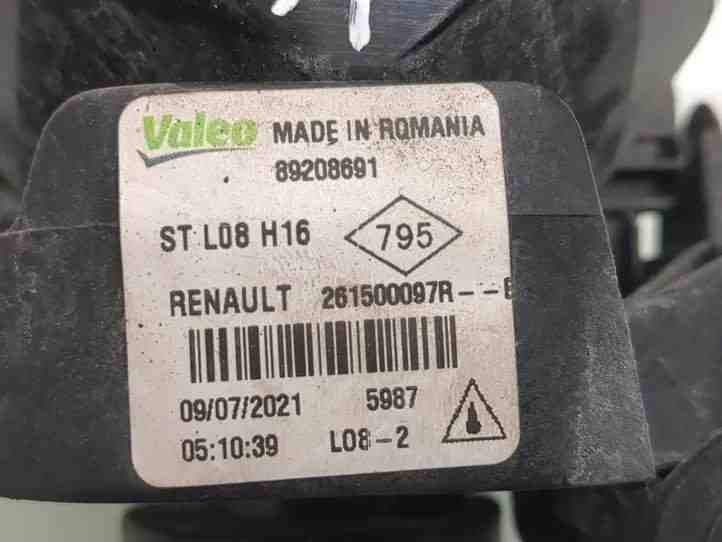 Valeo MADE IN ROMANIA
89208691
ST L08 H16 795
RENAULT 261500097R--
09/07/2021 5987
05:10:39 L08-2